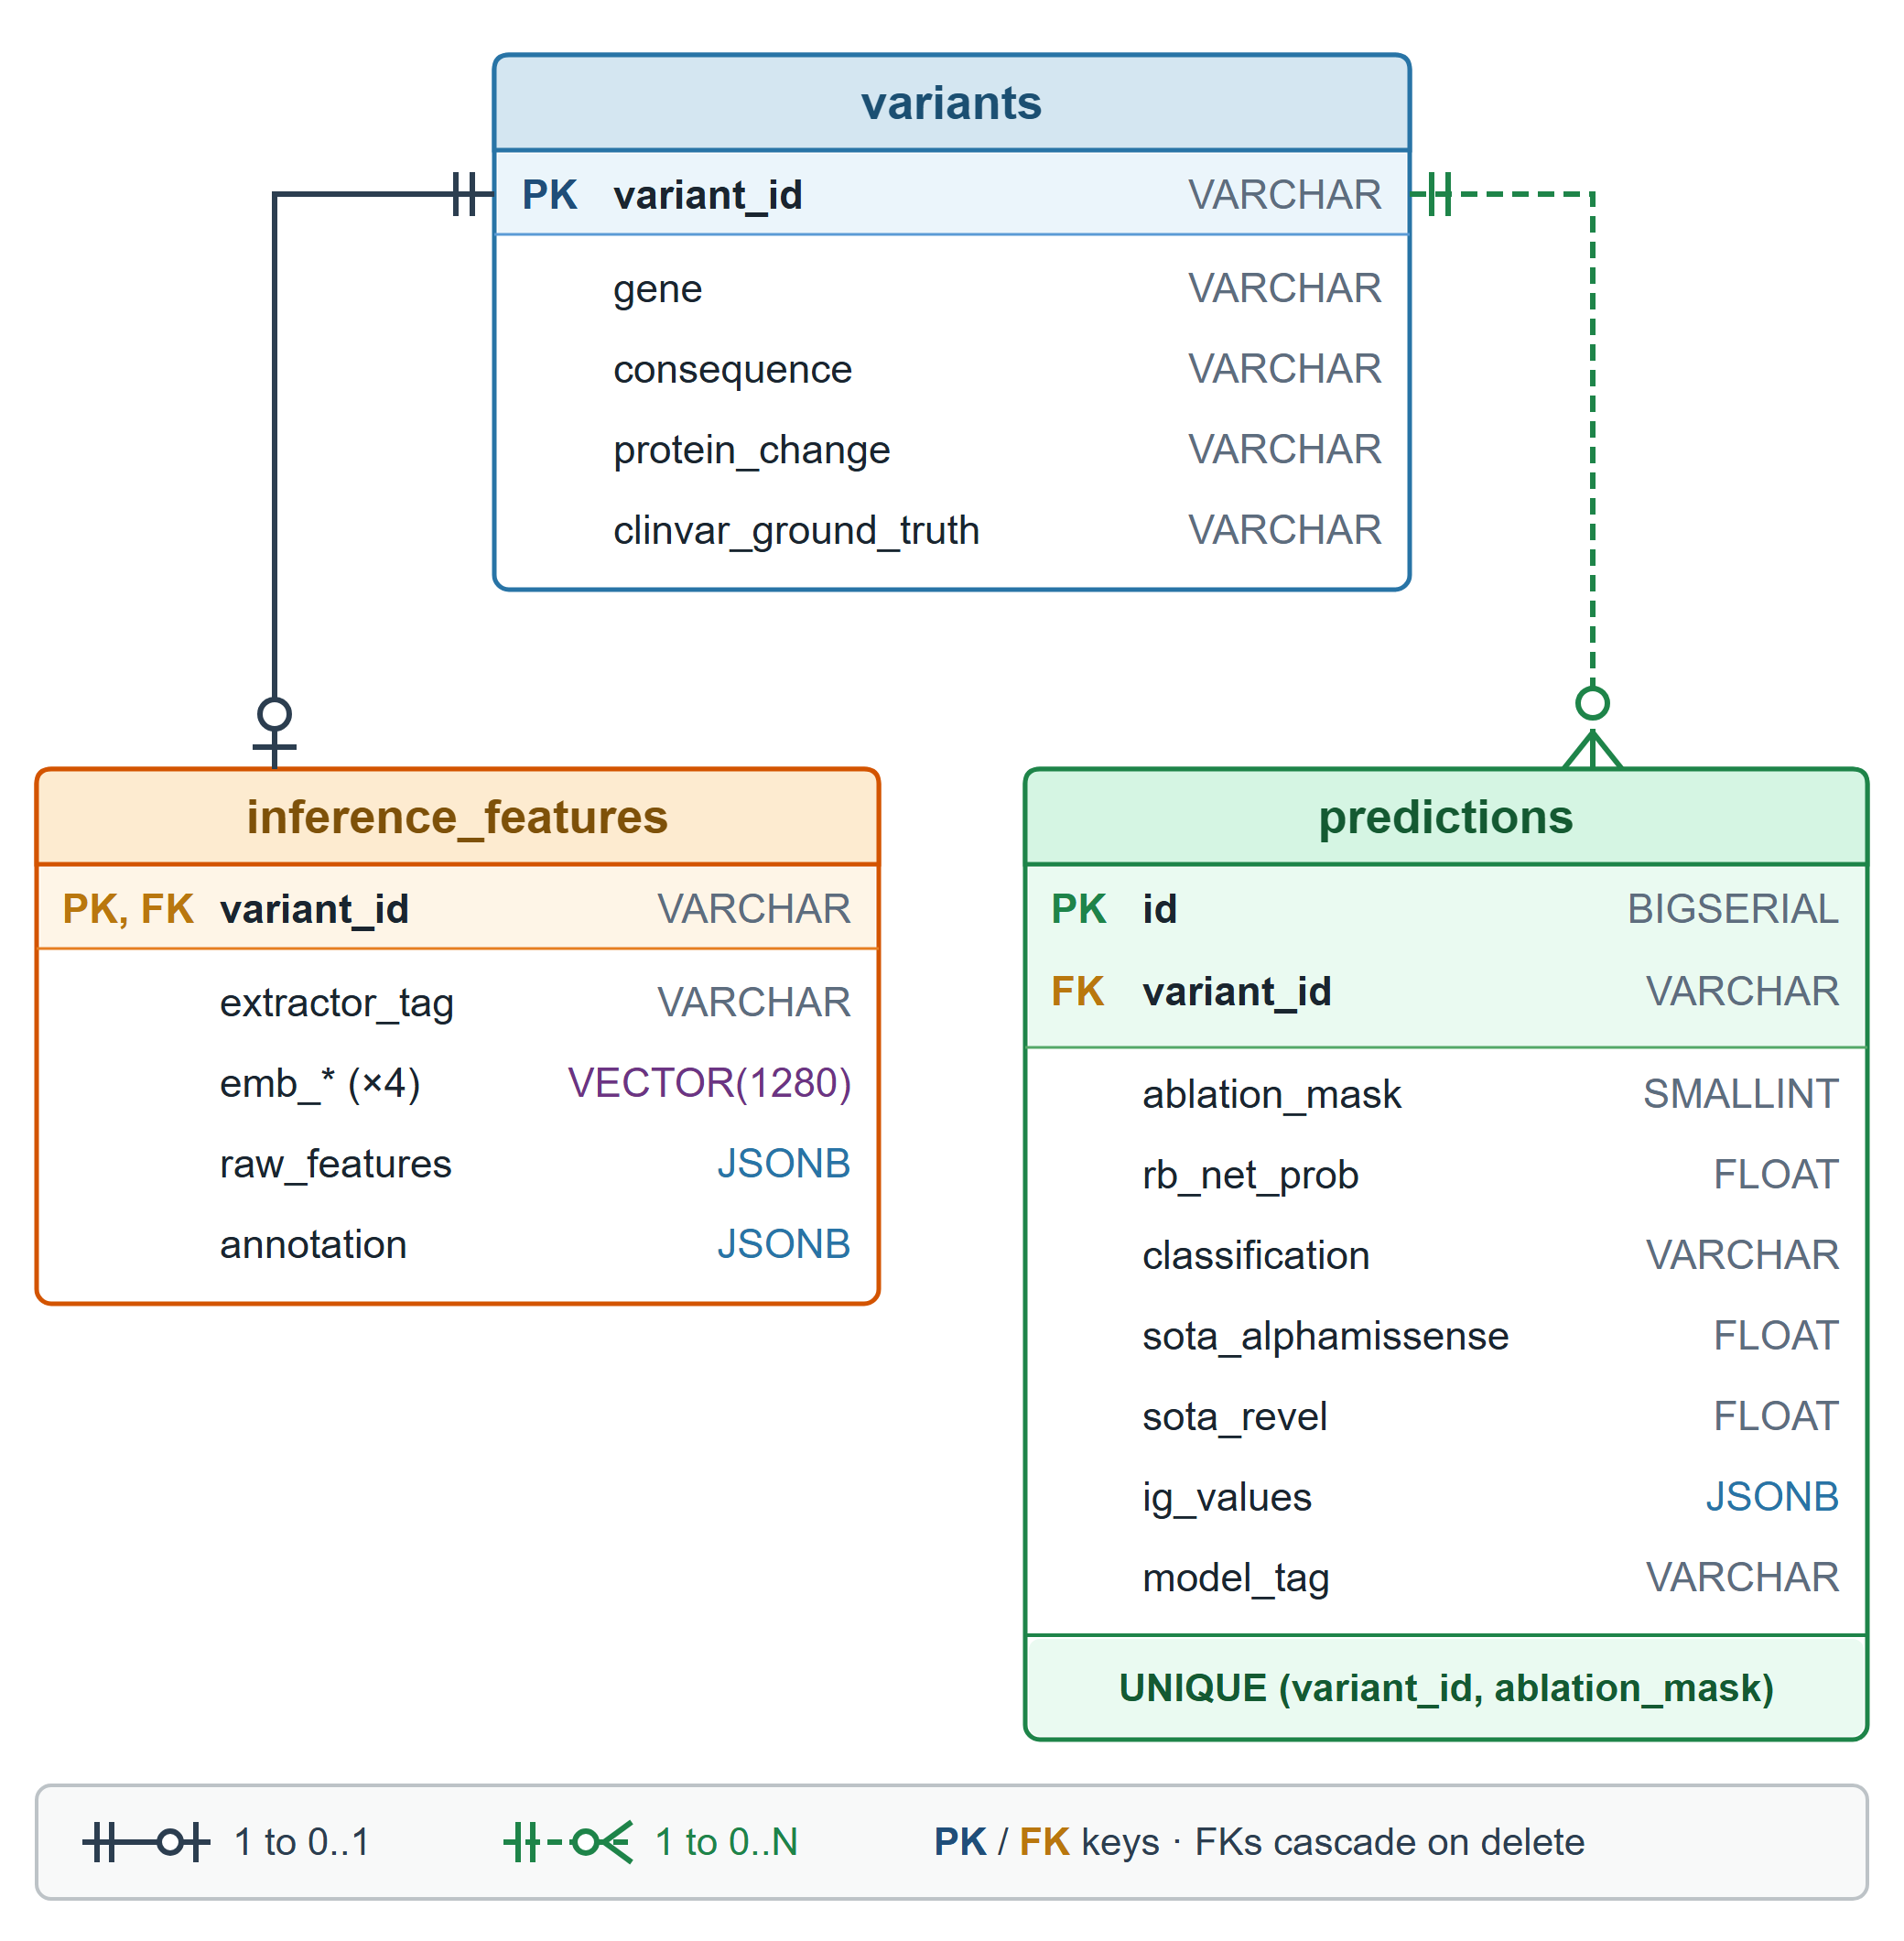 variants
PK variant_id VARCHAR
gene VARCHAR
consequence VARCHAR
protein_change VARCHAR
clinvar_ground_truth VARCHAR
inference_features
PK, FK variant_id VARCHAR
extractor_tag VARCHAR
emb_* (×4) VECTOR(1280)
raw_features JSONB
annotation JSONB
predictions
PK id BIGSERIAL
FK variant_id VARCHAR
ablation_mask SMALLINT
rb_net_prob FLOAT
classification VARCHAR
sota_alphamissense FLOAT
sota_revel FLOAT
ig_values JSONB
model_tag VARCHAR
UNIQUE (variant_id, ablation_mask)
1 to 0..1 1 to 0..N PK / FK keys · FKs cascade on delete